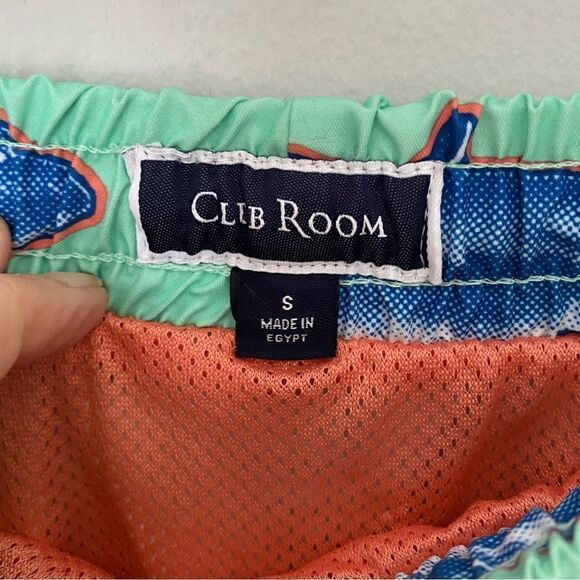 CLUB ROOM
S
MADE IN
EGYPT